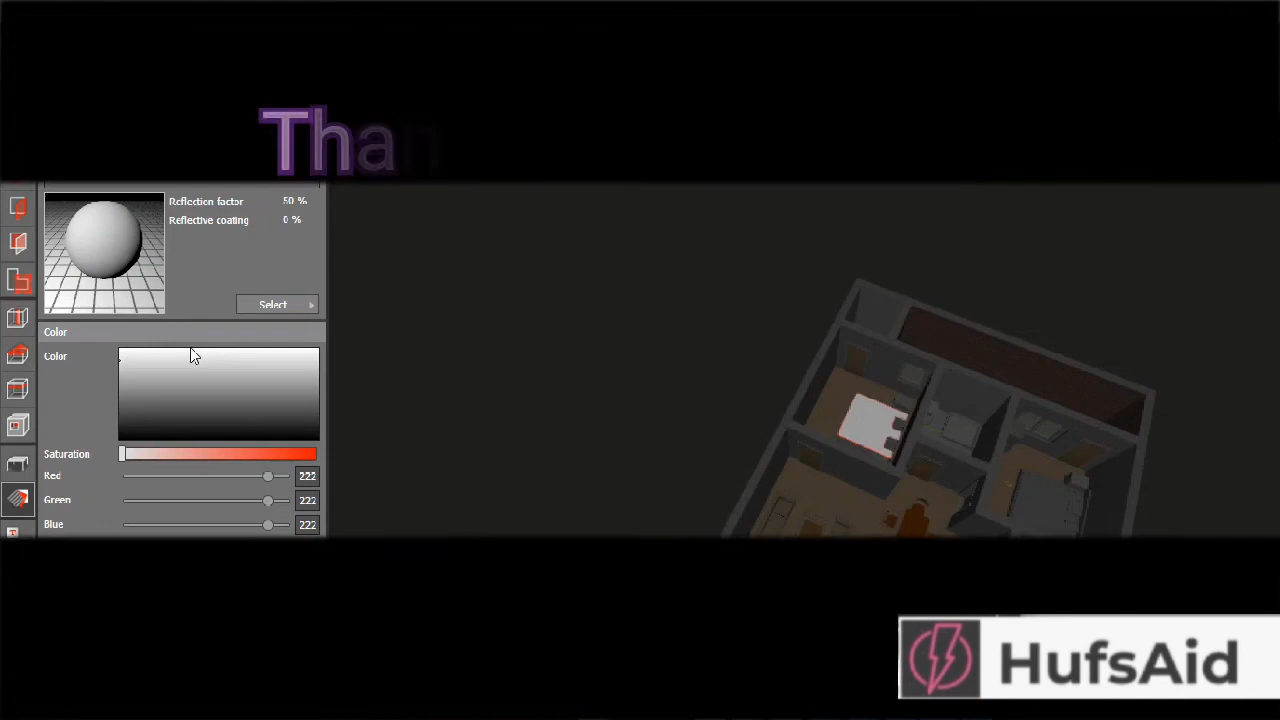 Than
Reflection factor 50 %
Reflective coating 0 %
Select
Color
Color
Saturation
Red 222
Green 222
Blue 222
HufsAid